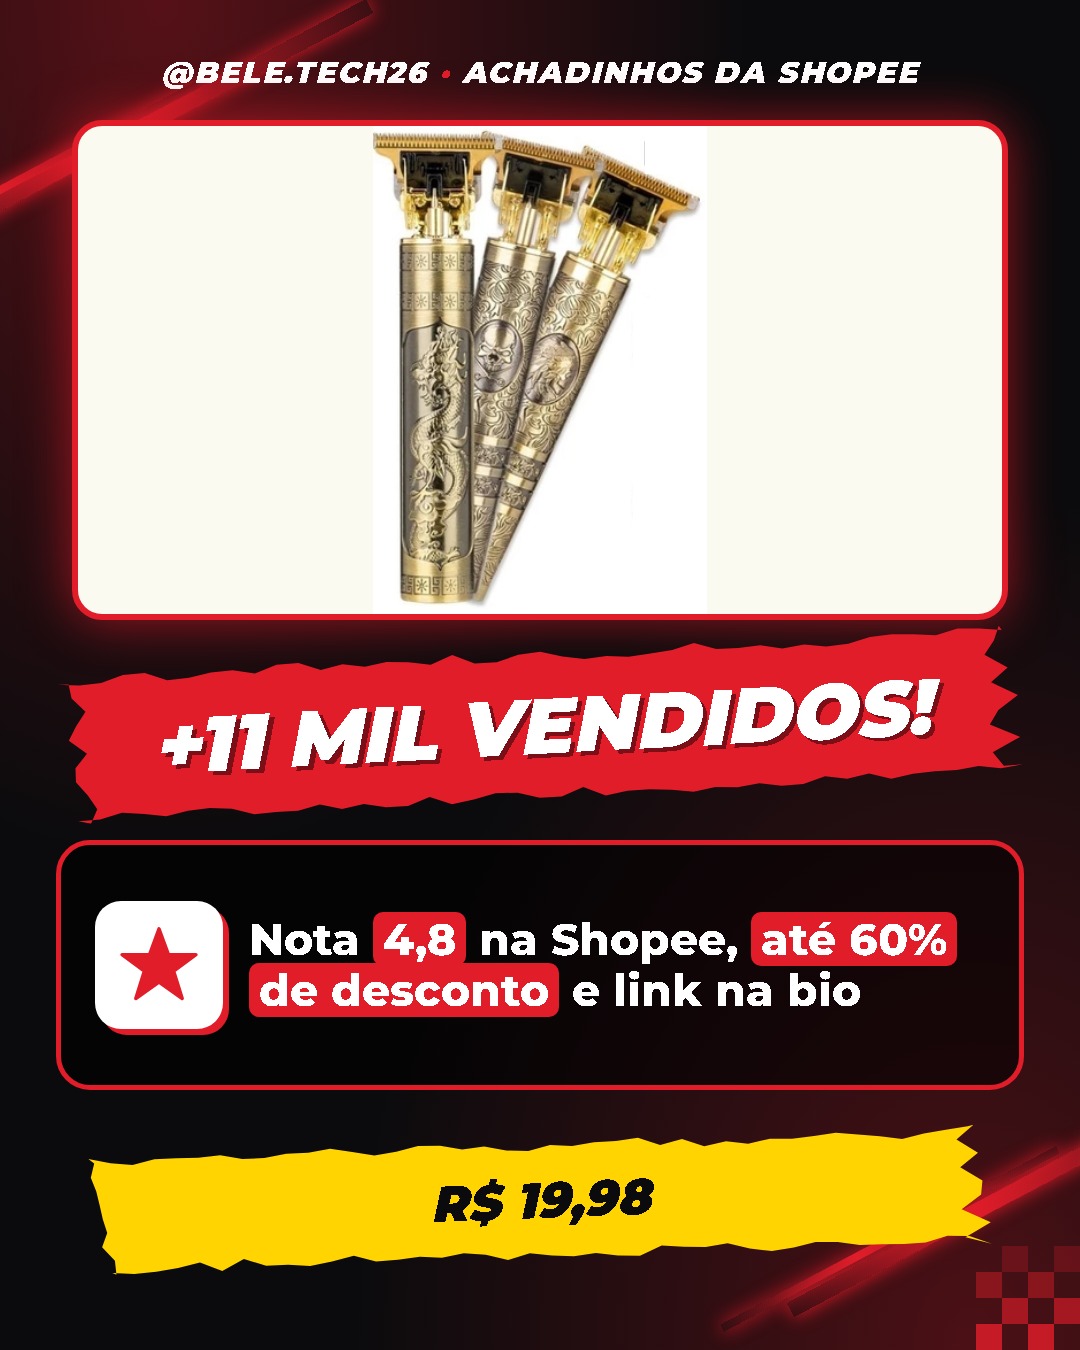 @BELE.TECH26 • ACHADINHOS DA SHOPEE
+11 MIL VENDIDOS!
Nota 4,8 na Shopee, até 60%
de desconto e link na bio
R$ 19,98